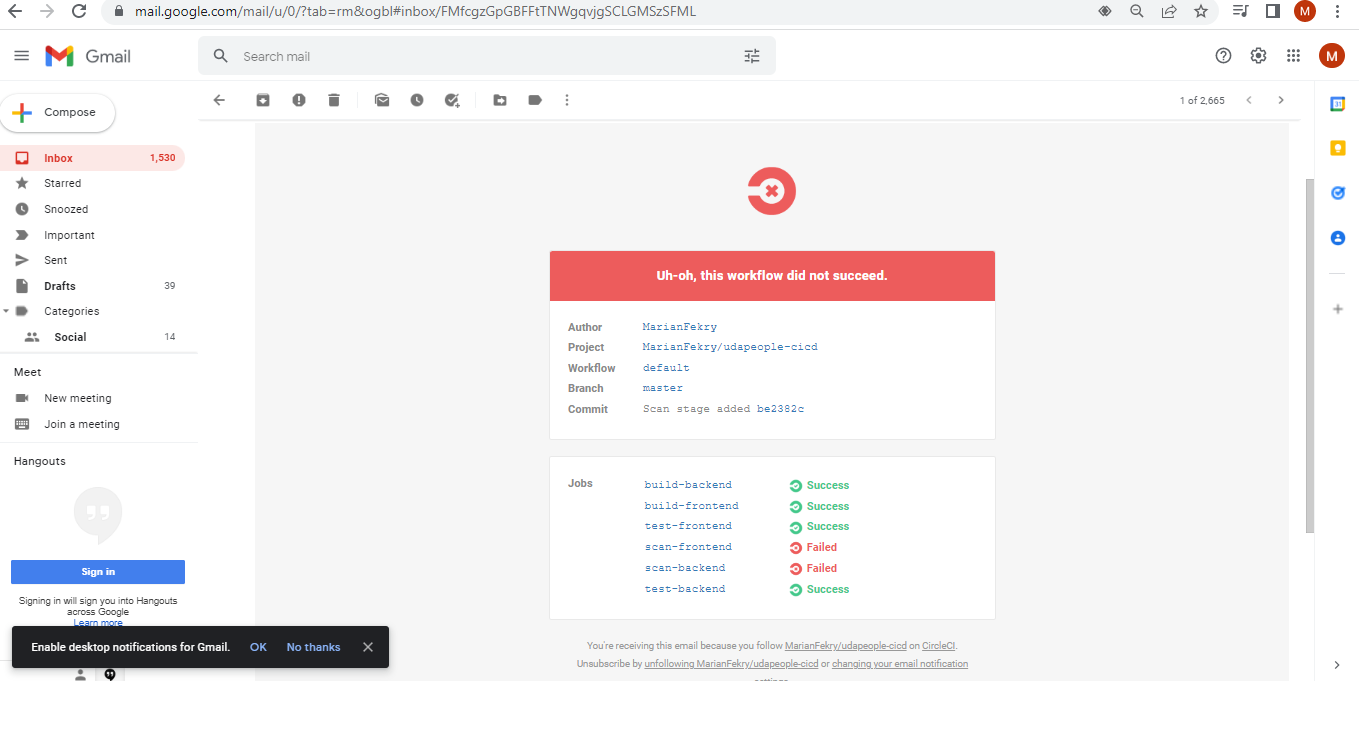 mail.google.com/mail/u/0/?tab=rm&ogbl#inbox/FMfcgzGpGBFFtTNWgqvjgSCLGMSzSFML
M
Gmail
Search mail
M
Compose
1 of 2,665
31
Inbox 1,530
Starred
Snoozed
Important
Sent
Drafts 39
Categories
Social 14
Meet
New meeting
Join a meeting
Hangouts
Sign in
Signing in will sign you into Hangouts
across Google
Learn more
Uh-oh, this workflow did not succeed.
Author MarianFekry
Project MarianFekry/udapeople-cicd
Workflow default
Branch master
Commit Scan stage added be2382c
Jobs build-backend Success
build-frontend Success
test-frontend Success
scan-frontend Failed
scan-backend Failed
test-backend Success
You're receiving this email because you follow MarianFekry/udapeople-cicd on CircleCI.
Unsubscribe by unfollowing MarianFekry/udapeople-cicd or changing your email notification
settings
Enable desktop notifications for Gmail. OK No thanks